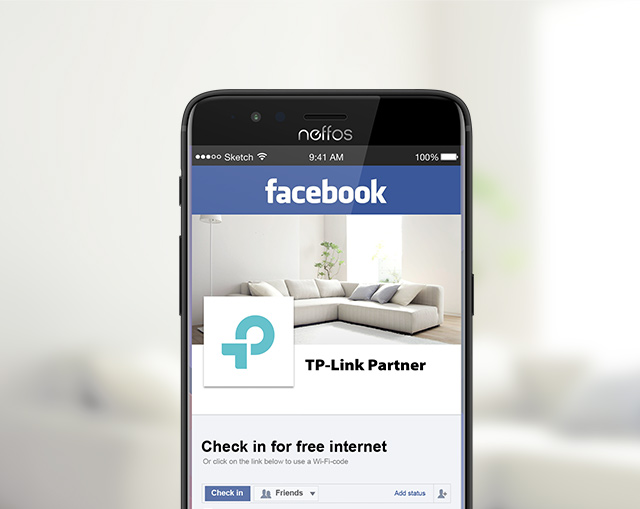 neffos
Sketch 9:41 AM 100%
facebook
TP-Link Partner
Check in for free internet
Or click on the link below to use a Wi-Fi-code
Check in Friends Add status